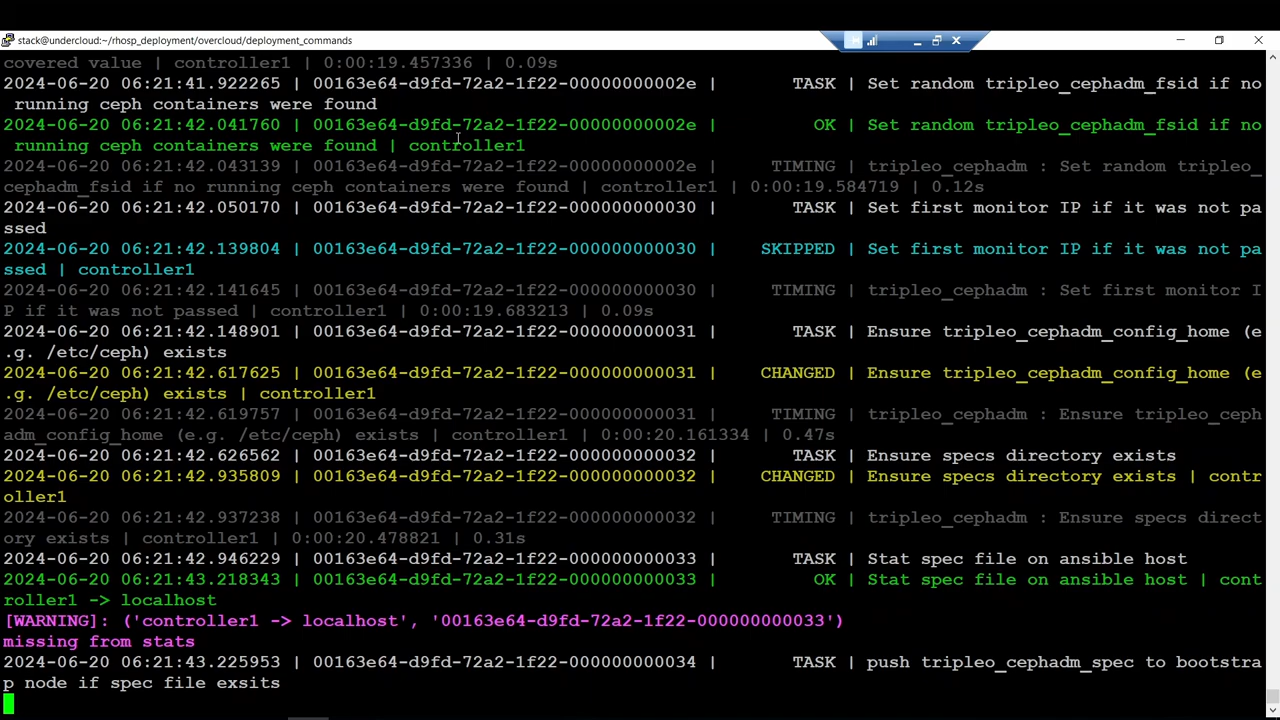 stack@undercloud:~/rhosp_deployment/overcloud/deployment_commands
covered value | controller1 | 0:00:19.457336 | 0.09s
2024-06-20 06:21:41.922265 | 00163e64-d9fd-72a2-1f22-00000000002e |       TASK | Set random tripleo_cephadm_fsid if no
 running ceph containers were found
2024-06-20 06:21:42.041760 | 00163e64-d9fd-72a2-1f22-00000000002e |         OK | Set random tripleo_cephadm_fsid if no
 running ceph containers were found | controller1
2024-06-20 06:21:42.043139 | 00163e64-d9fd-72a2-1f22-00000000002e |     TIMING | tripleo_cephadm : Set random tripleo_
cephadm_fsid if no running ceph containers were found | controller1 | 0:00:19.584719 | 0.12s
2024-06-20 06:21:42.050170 | 00163e64-d9fd-72a2-1f22-000000000030 |       TASK | Set first monitor IP if it was not pa
ssed
2024-06-20 06:21:42.139804 | 00163e64-d9fd-72a2-1f22-000000000030 |    SKIPPED | Set first monitor IP if it was not pa
ssed | controller1
2024-06-20 06:21:42.141645 | 00163e64-d9fd-72a2-1f22-000000000030 |     TIMING | tripleo_cephadm : Set first monitor I
P if it was not passed | controller1 | 0:00:19.683213 | 0.09s
2024-06-20 06:21:42.148901 | 00163e64-d9fd-72a2-1f22-000000000031 |       TASK | Ensure tripleo_cephadm_config_home (e
.g. /etc/ceph) exists
2024-06-20 06:21:42.617625 | 00163e64-d9fd-72a2-1f22-000000000031 |    CHANGED | Ensure tripleo_cephadm_config_home (e
.g. /etc/ceph) exists | controller1
2024-06-20 06:21:42.619757 | 00163e64-d9fd-72a2-1f22-000000000031 |     TIMING | tripleo_cephadm : Ensure tripleo_ceph
adm_config_home (e.g. /etc/ceph) exists | controller1 | 0:00:20.161334 | 0.47s
2024-06-20 06:21:42.626562 | 00163e64-d9fd-72a2-1f22-000000000032 |       TASK | Ensure specs directory exists
2024-06-20 06:21:42.935809 | 00163e64-d9fd-72a2-1f22-000000000032 |    CHANGED | Ensure specs directory exists | contr
oller1
2024-06-20 06:21:42.937238 | 00163e64-d9fd-72a2-1f22-000000000032 |     TIMING | tripleo_cephadm : Ensure specs direct
ory exists | controller1 | 0:00:20.478821 | 0.31s
2024-06-20 06:21:42.946229 | 00163e64-d9fd-72a2-1f22-000000000033 |       TASK | Stat spec file on ansible host
2024-06-20 06:21:43.218343 | 00163e64-d9fd-72a2-1f22-000000000033 |         OK | Stat spec file on ansible host | cont
roller1 -> localhost
[WARNING]: ('controller1 -> localhost', '00163e64-d9fd-72a2-1f22-000000000033')
missing from stats
2024-06-20 06:21:43.225953 | 00163e64-d9fd-72a2-1f22-000000000034 |       TASK | push tripleo_cephadm_spec to bootstra
p node if spec file exsits